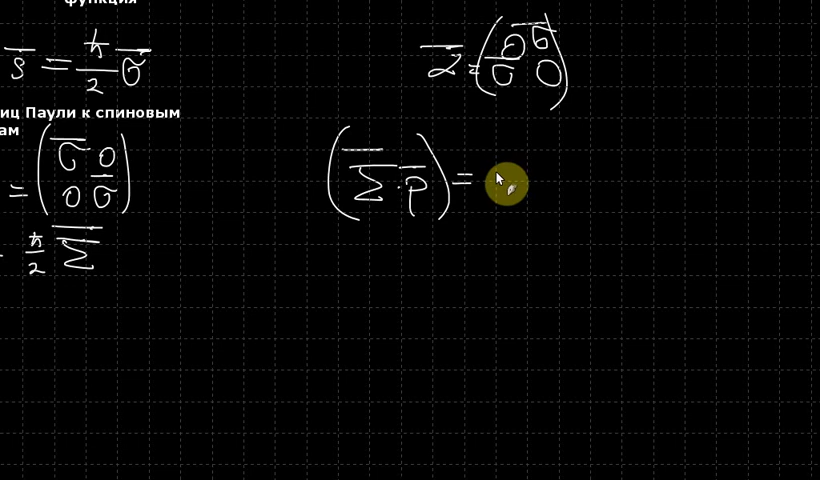 функция
s̄ = ħ/2 σ̄
иц Паули к спиновым
ам
= (σ̄ 0
0 σ̄)
ħ/2 Σ̄
ᾱ = (0 σ̄
σ̄ 0)
(Σ̄ · p̄) =